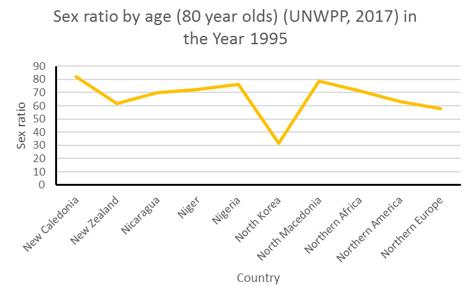 Sex ratio by age (80 year olds) (UNWPP, 2017) in
the Year 1995
90
80
70
60
50
40
30
20
10
0
Sex ratio
New Caledonia
New Zealand
Nicaragua
Niger
Nigeria
North Korea
North Macedonia
Northern Africa
Northern America
Northern Europe
Country